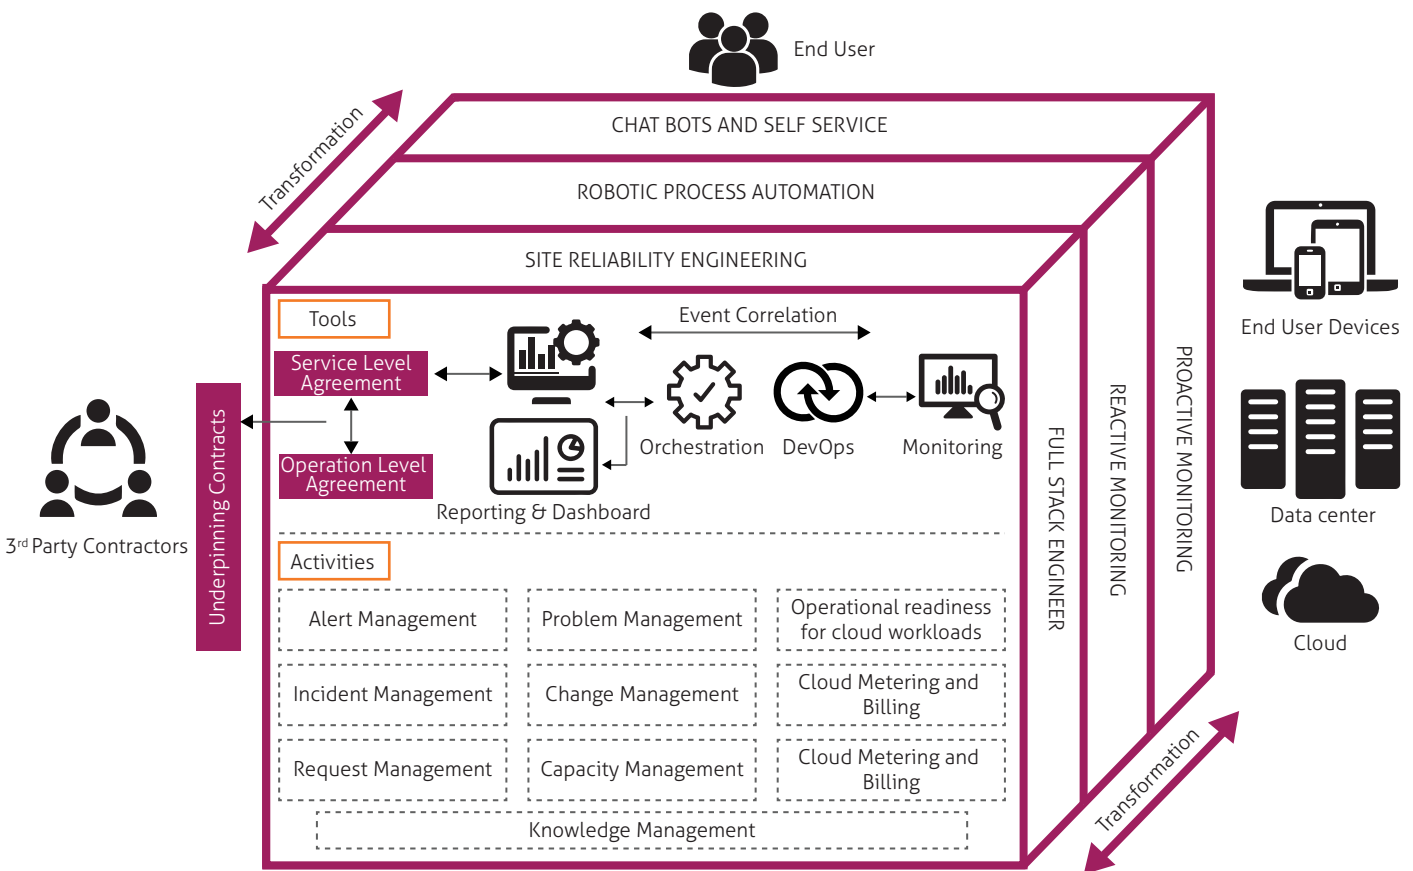 End User
Transformation
CHAT BOTS AND SELF SERVICE
ROBOTIC PROCESS AUTOMATION
SITE RELIABILITY ENGINEERING
Tools
Event Correlation
Service Level
Agreement
Operation Level
Agreement
Orchestration
DevOps
Monitoring
Reporting & Dashboard
Underpinning Contracts
3rd Party Contractors
Activities
Alert Management
Problem Management
Operational readiness
for cloud workloads
Incident Management
Change Management
Cloud Metering and
Billing
Request Management
Capacity Management
Cloud Metering and
Billing
Knowledge Management
FULL STACK ENGINEER
REACTIVE MONITORING
PROACTIVE MONITORING
End User Devices
Data center
Cloud
Transformation